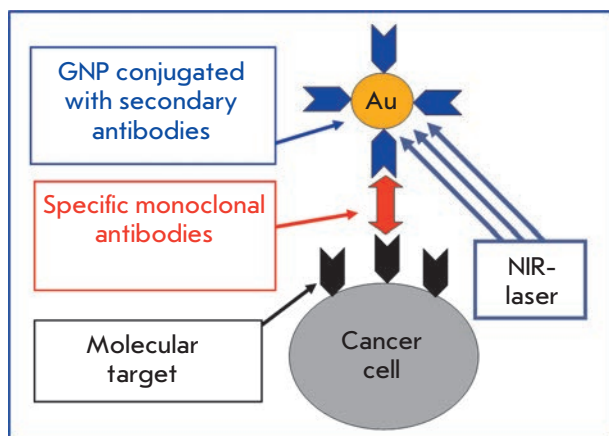 GNP conjugated
with secondary
antibodies
Au
Specific monoclonal
antibodies
NIR-
laser
Molecular
target
Cancer
cell